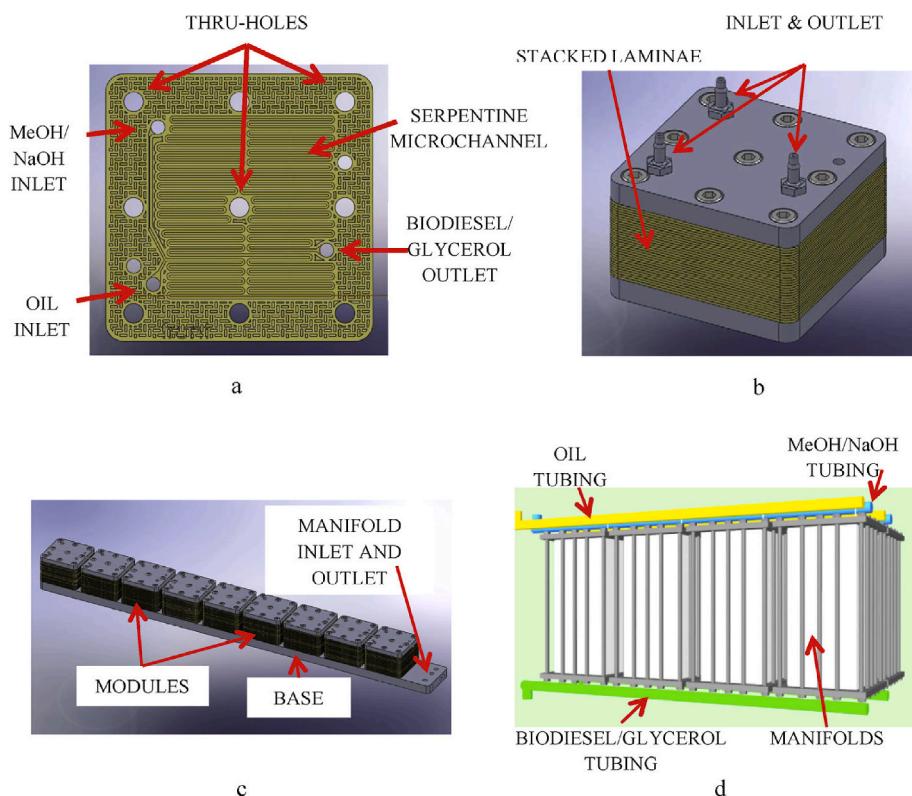 THRU-HOLES
MeOH/
NaOH
INLET
SERPENTINE
MICROCHANNEL
BIODIESEL/
GLYCEROL
OUTLET
OIL
INLET
a
INLET & OUTLET
STACKED LAMINAE
b
MANIFOLD
INLET AND
OUTLET
MODULES
BASE
c
OIL
TUBING
MeOH/NaOH
TUBING
BIODIESEL/GLYCEROL
TUBING
MANIFOLDS
d